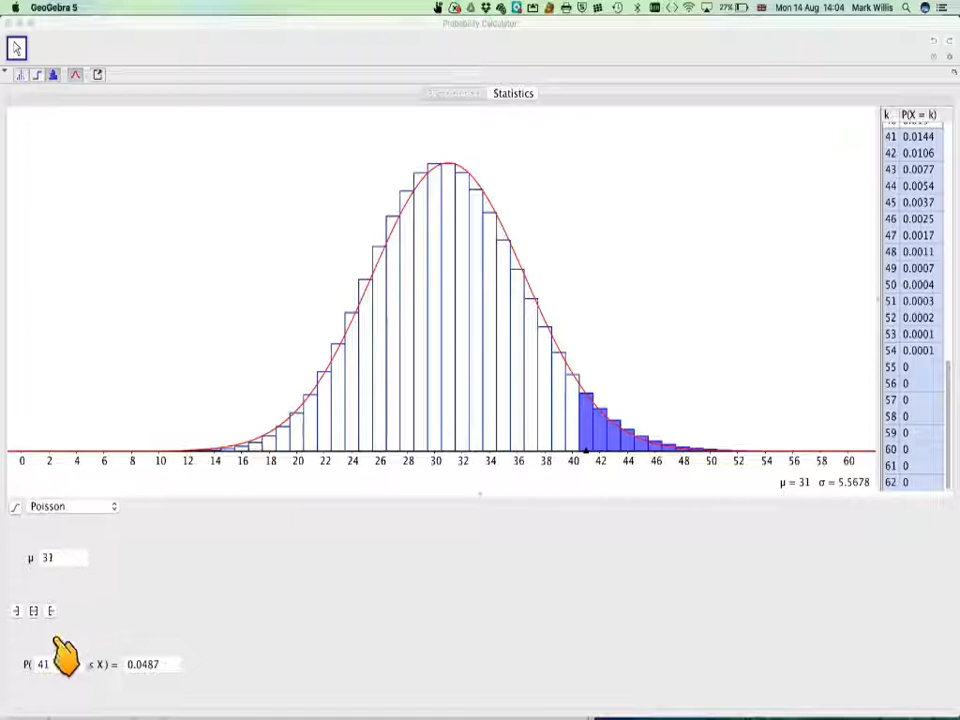 GeoGebra 5 27% Mon 14 Aug 14:04 Mark Willis
Probability Calculator
Statistics
k P(X = k)
41 0.0144
42 0.0106
43 0.0077
44 0.0054
45 0.0037
46 0.0025
47 0.0017
48 0.0011
49 0.0007
50 0.0004
51 0.0003
52 0.0002
53 0.0001
54 0.0001
55 0
56 0
57 0
58 0
59 0
60 0
61 0
62 0
0 2 4 6 8 10 12 14 16 18 20 22 24 26 28 30 32 34 36 38 40 42 44 46 48 50 52 54 56 58 60
μ = 31 σ = 5.5678
Poisson
μ 31
P( 41 ≤ X ) = 0.0487